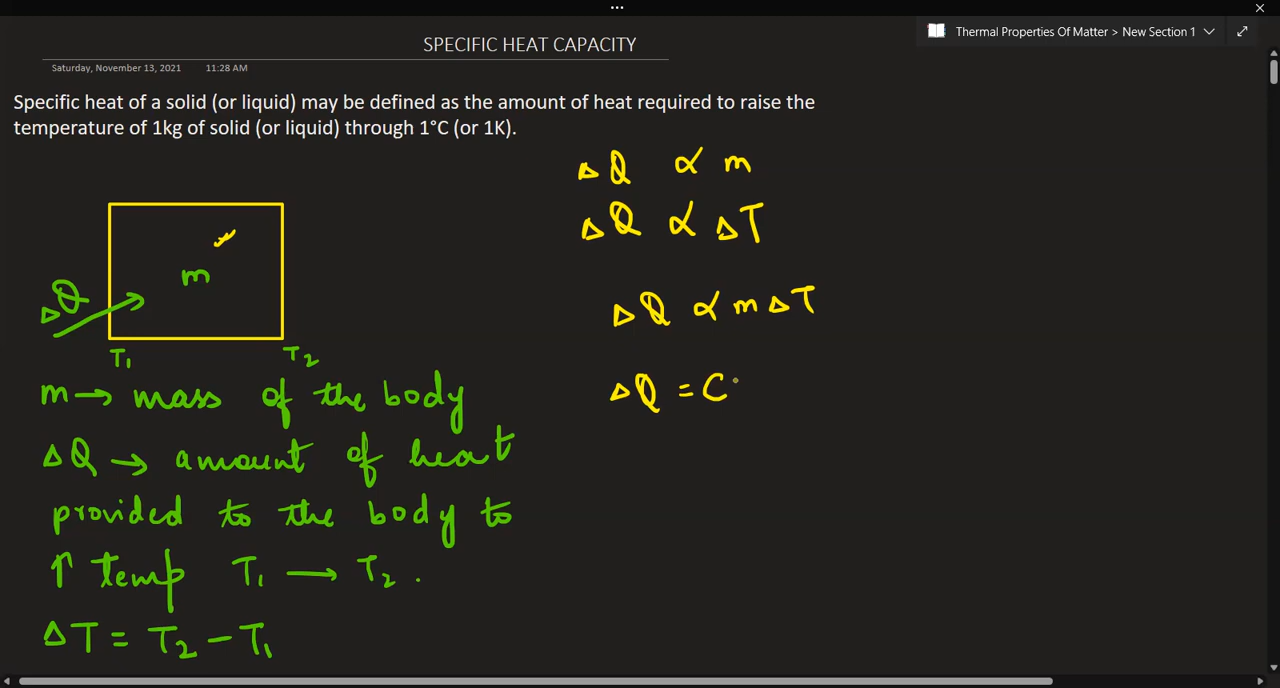 Thermal Properties Of Matter > New Section 1
SPECIFIC HEAT CAPACITY
Saturday, November 13, 2021 11:28 AM
Specific heat of a solid (or liquid) may be defined as the amount of heat required to raise the
temperature of 1kg of solid (or liquid) through 1°C (or 1K).
ΔQ
m
T₁ T₂
m → mass of the body
ΔQ → amount of heat
provided to the body to
↑ temp T₁ → T₂ .
ΔT = T₂ − T₁
ΔQ ∝ m
ΔQ ∝ ΔT
ΔQ ∝ m ΔT
ΔQ = C